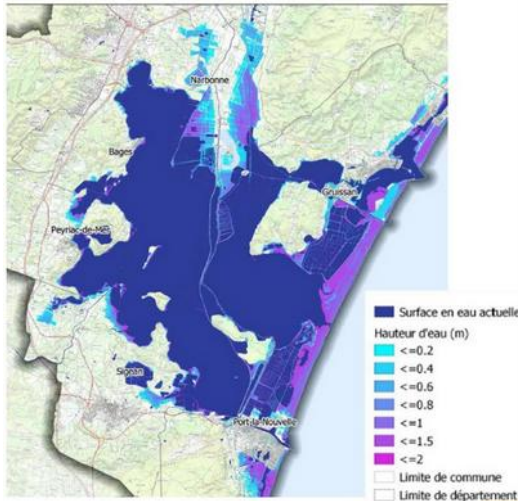 Narbonne
Bages
Gruissan
Peyriac-de-Mer
Sigean
Port-la-Nouvelle
Surface en eau actuelle
Hauteur d'eau (m)
<=0.2
<=0.4
<=0.6
<=0.8
<=1
<=1.5
<=2
Limite de commune
Limite de département